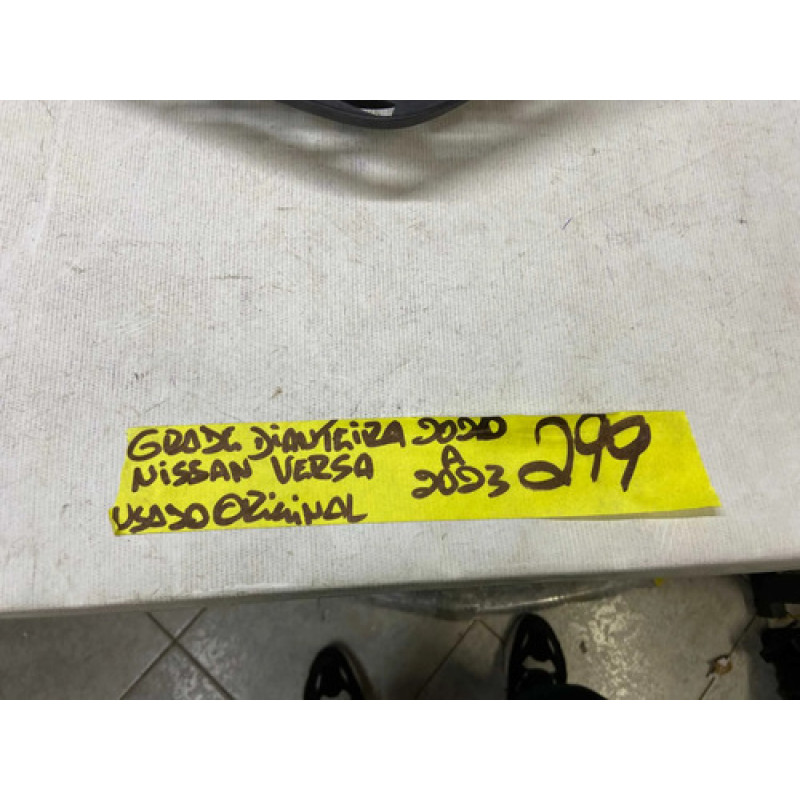 GRADE DIANTEIRA 2020
NISSAN VERSA A
USADO ORIGINAL 2023
299